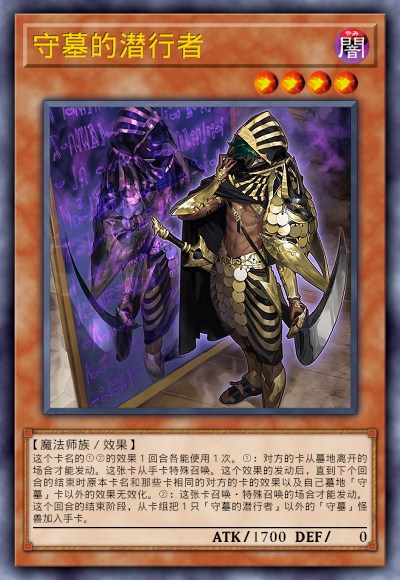 守墓的潜行者
やみ
闇
【魔法师族／效果】
这个卡名的①②的效果１回合各能使用１次。①：对方的卡从墓地离开的
场合才能发动。这张卡从手卡特殊召唤。这个效果的发动后，直到下个回
合的结束时原本卡名和那些卡相同的对方的卡的效果以及自己墓地「守
墓」卡以外的效果无效化。②：这张卡召唤·特殊召唤的场合才能发动。
这个回合的结束阶段，从卡组把１只「守墓的潜行者」以外的「守墓」怪
兽加入手卡。
ATK/1700 DEF/ 0